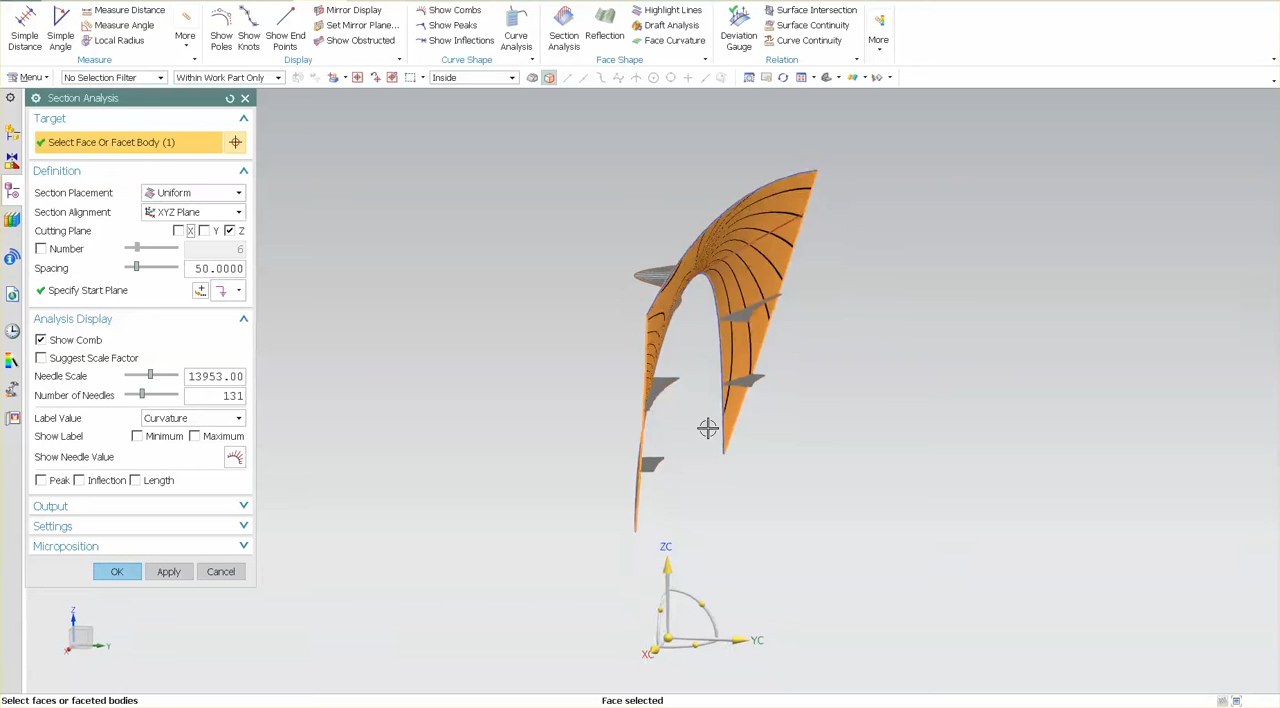 Simple Distance
Simple Angle
Measure Distance
Measure Angle
Local Radius
More
Measure
Show Poles
Show Knots
Show End Points
Mirror Display
Set Mirror Plane...
Show Obstructed
Display
Show Combs
Show Peaks
Show Inflections
Curve Analysis
Curve Shape
Section Analysis
Reflection
Highlight Lines
Draft Analysis
Face Curvature
Face Shape
Deviation Gauge
Surface Intersection
Surface Continuity
Curve Continuity
Relation
More
Menu
No Selection Filter
Within Work Part Only
Inside
Section Analysis
Target
Select Face Or Facet Body (1)
Definition
Section Placement Uniform
Section Alignment XYZ Plane
Cutting Plane X Y Z
Number 6
Spacing 50.0000
Specify Start Plane
Analysis Display
Show Comb
Suggest Scale Factor
Needle Scale 13953.00
Number of Needles 131
Label Value Curvature
Show Label Minimum Maximum
Show Needle Value
Peak Inflection Length
Output
Settings
Microposition
OK Apply Cancel
ZC
YC
XC
Z
Y
X
Select faces or faceted bodies
Face selected